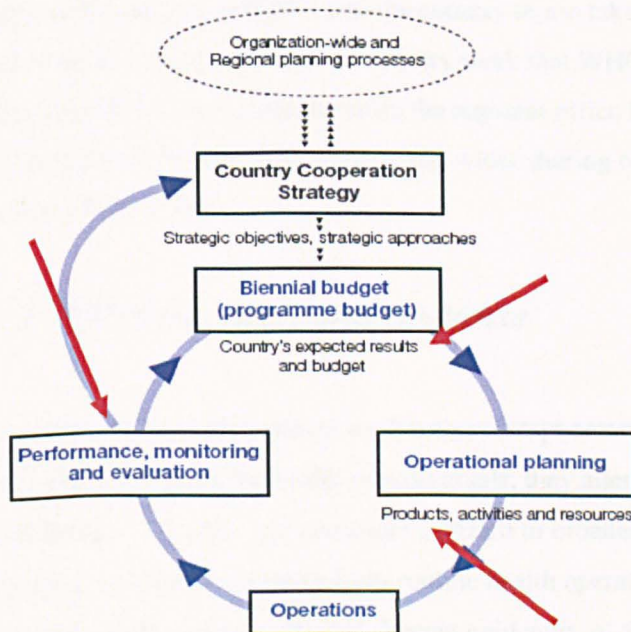 Organization-wide and
Regional planning processes
Country Cooperation
Strategy
Strategic objectives, strategic approaches
Biennial budget
(programme budget)
Country's expected results
and budget
Performance, monitoring
and evaluation
Operational planning
Products, activities and resources
Operations